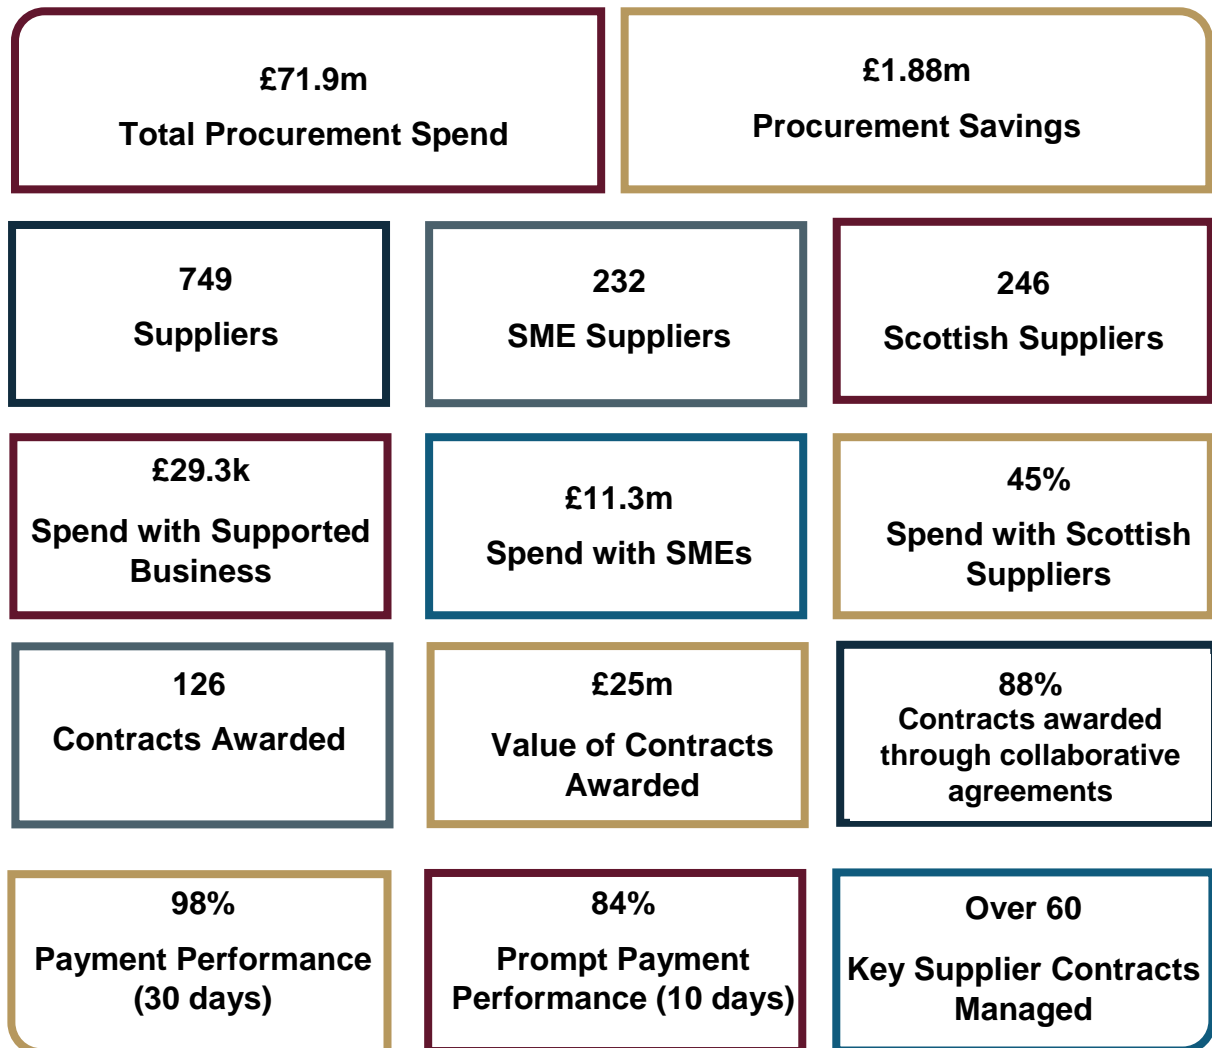 £71.9m
Total Procurement Spend
£1.88m
Procurement Savings
749
Suppliers
232
SME Suppliers
246
Scottish Suppliers
£29.3k
Spend with Supported
Business
£11.3m
Spend with SMEs
45%
Spend with Scottish
Suppliers
126
Contracts Awarded
£25m
Value of Contracts
Awarded
88%
Contracts awarded
through collaborative
agreements
98%
Payment Performance
(30 days)
84%
Prompt Payment
Performance (10 days)
Over 60
Key Supplier Contracts
Managed